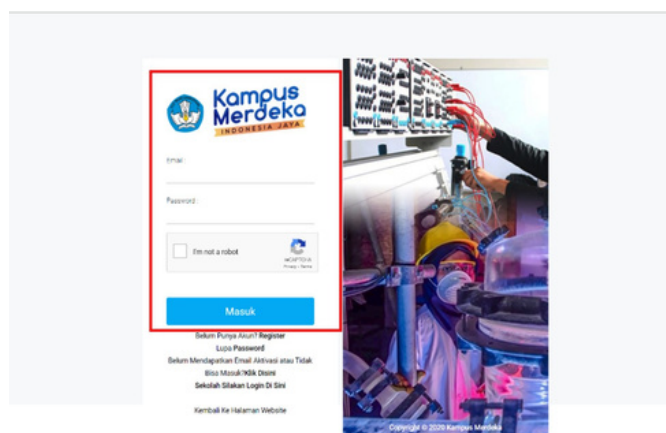 Kampus
Merdeka
INDONESIA JAYA
Email :
Password :
I'm not a robot
reCAPTCHA
Privacy - Terms
Masuk
Belum Punya Akun? Register
Lupa Password
Belum Mendapatkan Email Aktivasi atau Tidak
Bisa Masuk?Klik Disini
Sekolah Silakan Login Di Sini
Kembali Ke Halaman Website
Copyright © 2020 Kampus Merdeka